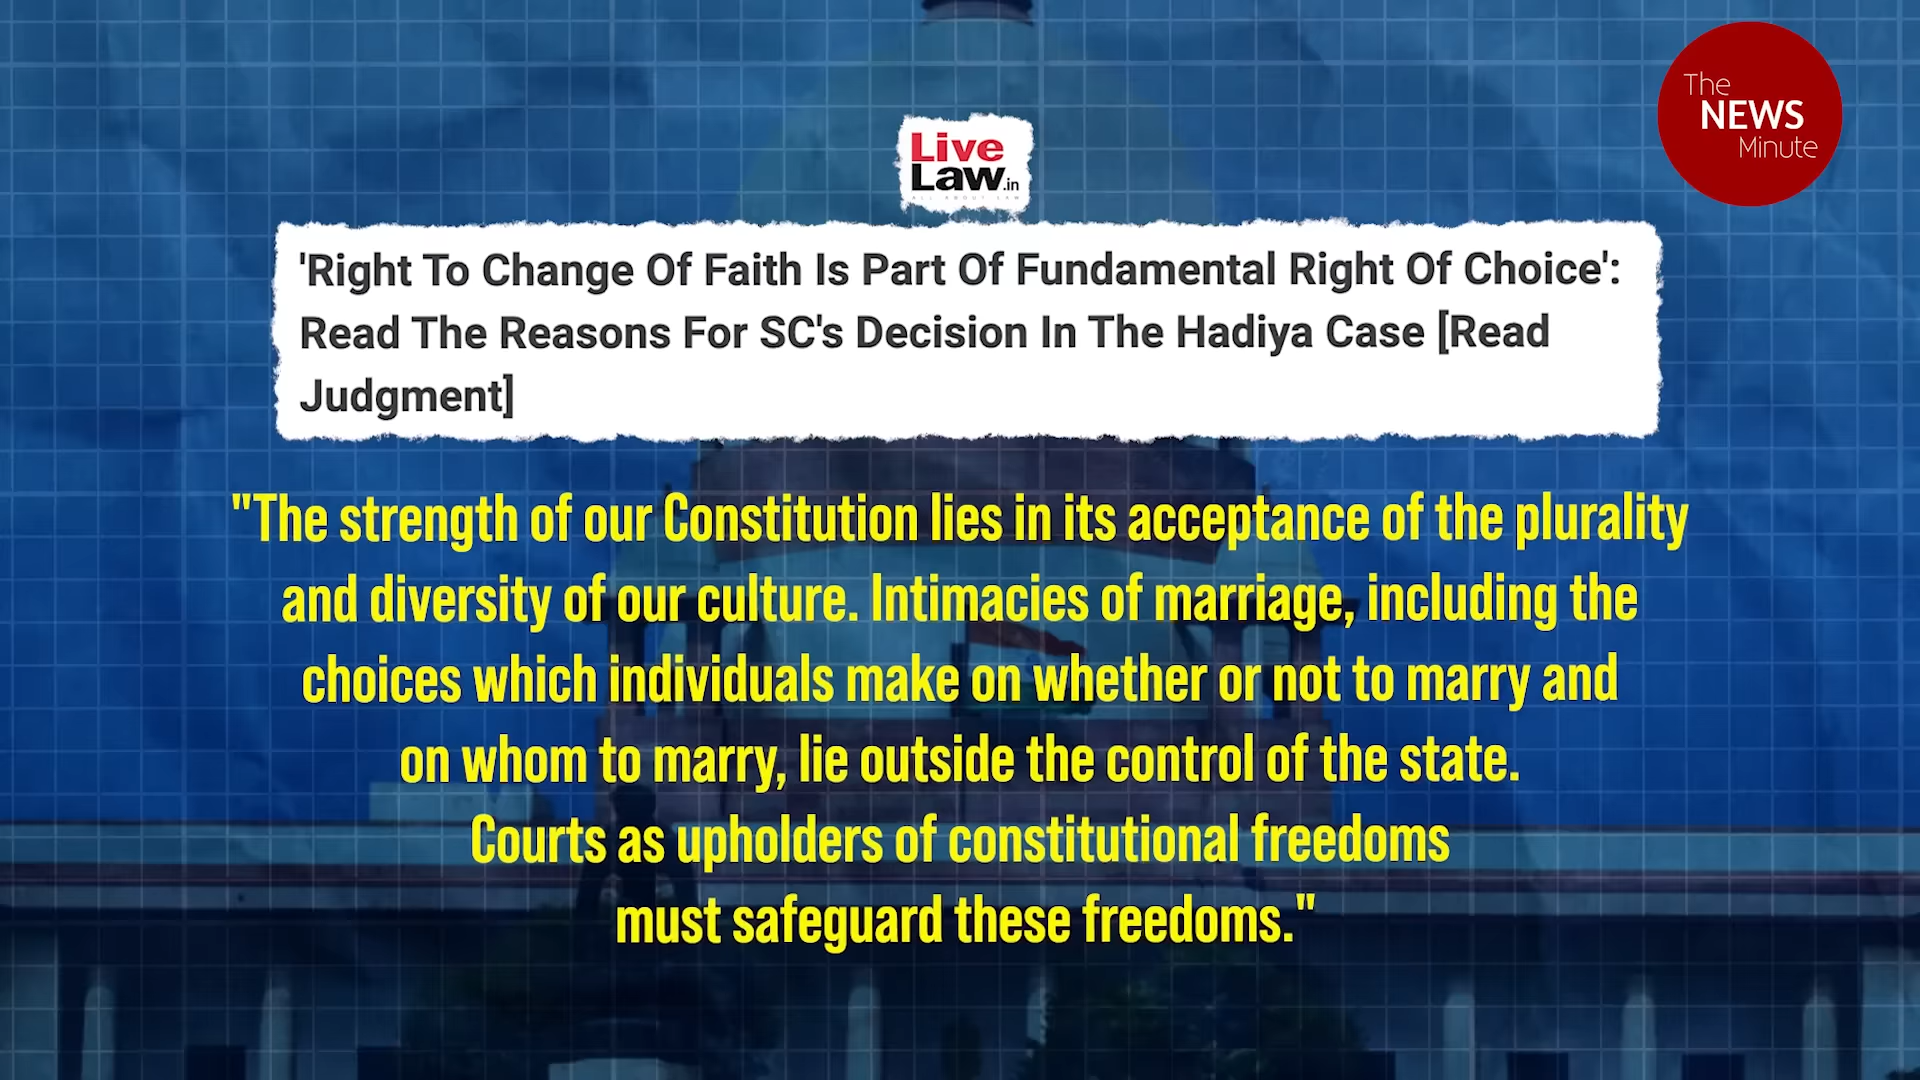 The
NEWS
Minute
Live
Law.in
ALL ABOUT LAW
'Right To Change Of Faith Is Part Of Fundamental Right Of Choice':
Read The Reasons For SC's Decision In The Hadiya Case [Read
Judgment]
"The strength of our Constitution lies in its acceptance of the plurality
and diversity of our culture. Intimacies of marriage, including the
choices which individuals make on whether or not to marry and
on whom to marry, lie outside the control of the state.
Courts as upholders of constitutional freedoms
must safeguard these freedoms."